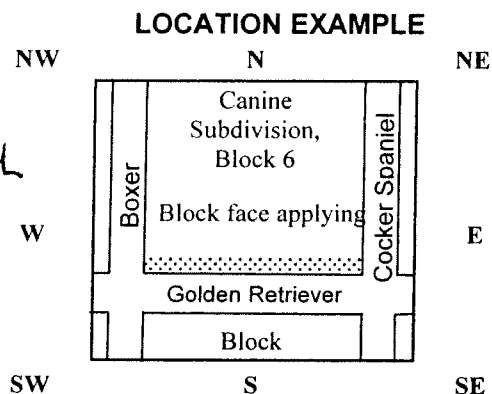 LOCATION EXAMPLE
NW N NE
Canine
Subdivision,
Block 6
Boxer
Cocker Spaniel
Block face applying
W E
Golden Retriever
Block
SW S SE